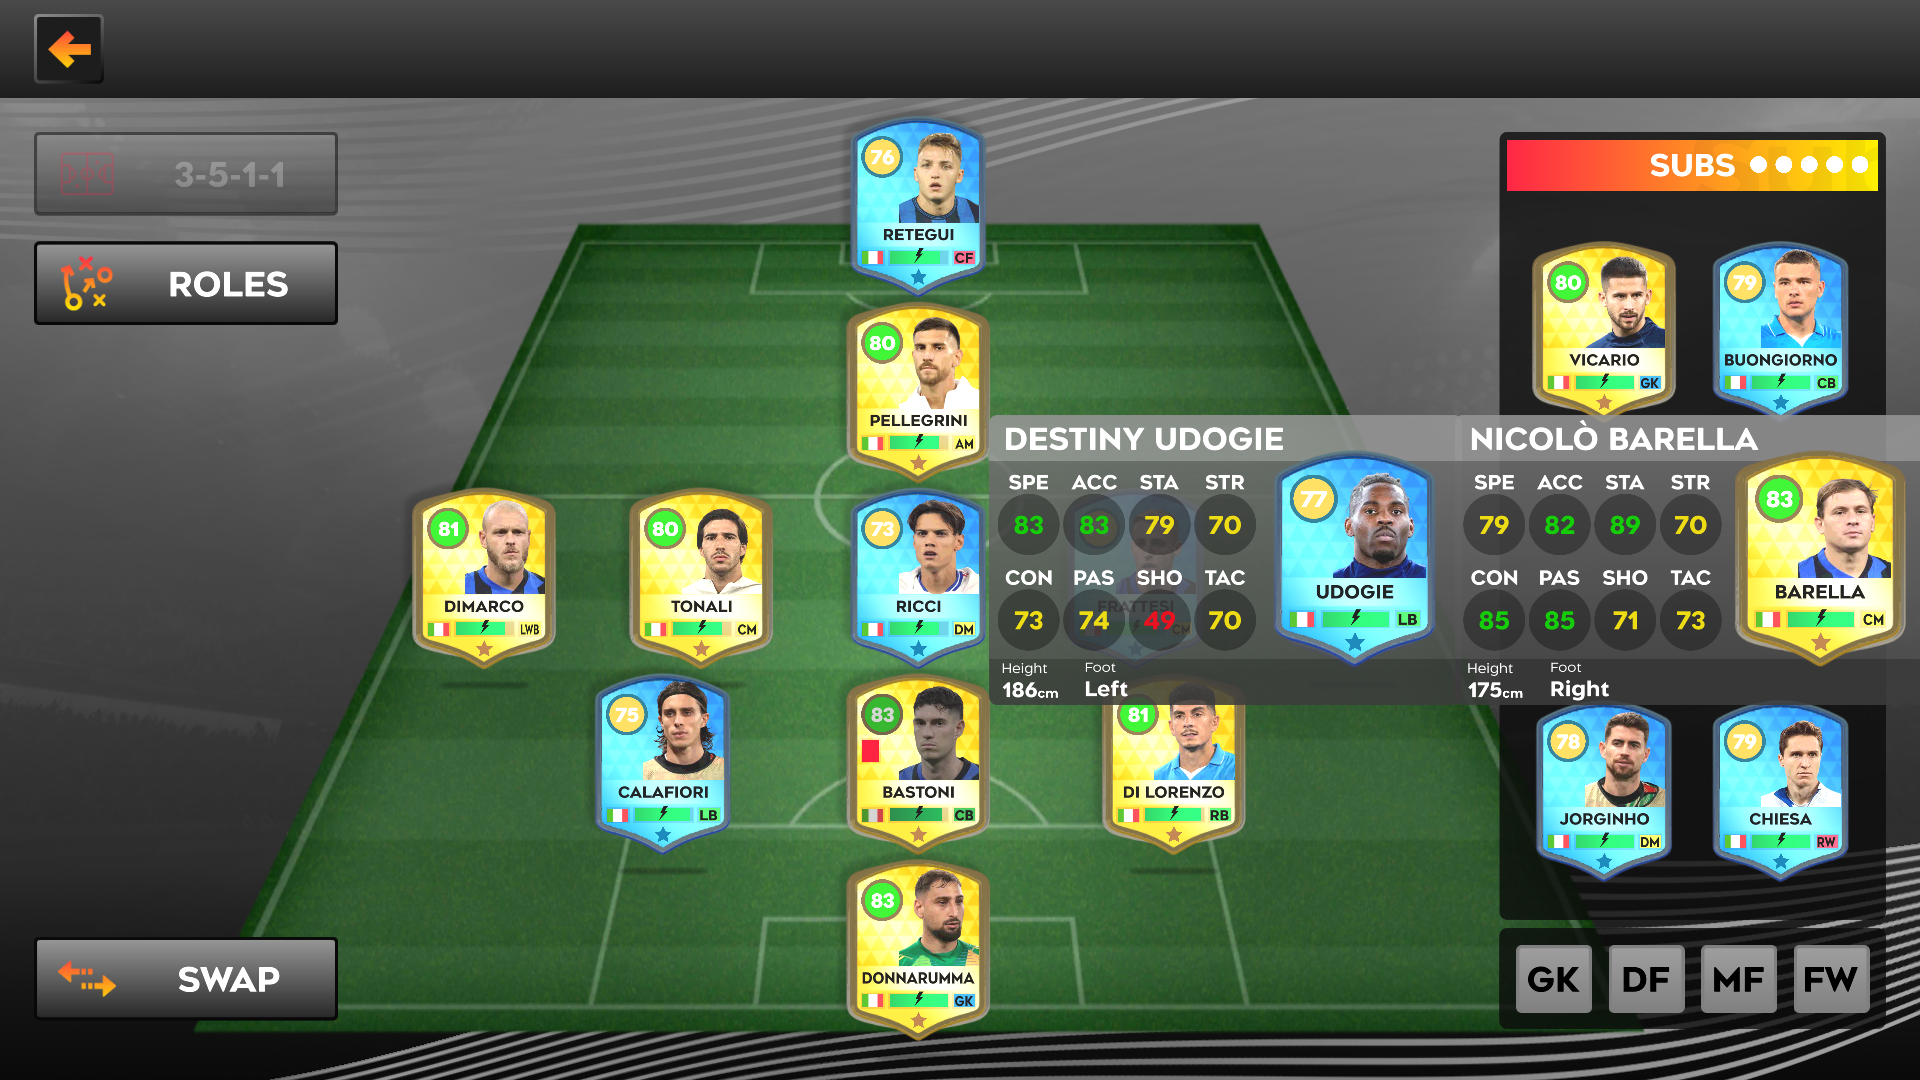 3-5-1-1
ROLES
SWAP
76
RETEGUI
CF
80
PELLEGRINI
AM
81
DIMARCO
LWB
80
TONALI
CM
73
RICCI
DM
FRATTESI
CM
75
CALAFIORI
LB
83
BASTONI
CB
81
DI LORENZO
RB
83
DONNARUMMA
GK
DESTINY UDOGIE
SPE ACC STA STR
83 83 79 70
CON PAS SHO TAC
73 74 49 70
Height Foot
186cm Left
77
UDOGIE
LB
NICOLÒ BARELLA
SPE ACC STA STR
79 82 89 70
CON PAS SHO TAC
85 85 71 73
Height Foot
175cm Right
83
BARELLA
CM
SUBS
80
VICARIO
GK
79
BUONGIORNO
CB
78
JORGINHO
DM
79
CHIESA
RW
GK DF MF FW